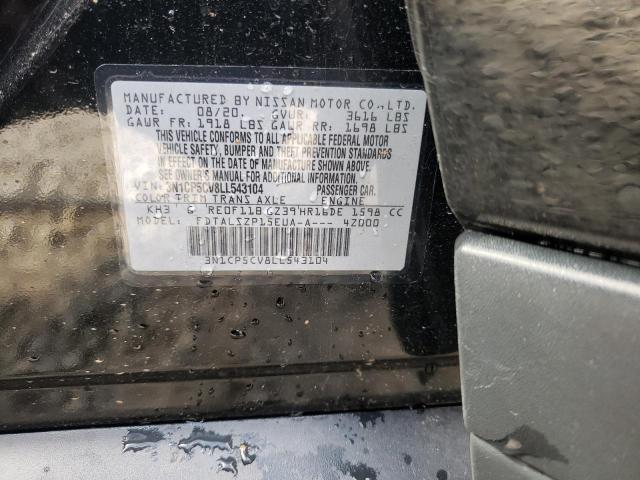 MANUFACTURED BY NISSAN MOTOR CO.,LTD.
DATE: 08/20. GVWR: 3616 LBS
GAWR FR: 1918 LBS GAWR RR: 1698 LBS
THIS VEHICLE CONFORMS TO ALL APPLICABLE FEDERAL MOTOR
VEHICLE SAFETY, BUMPER AND THEFT PREVENTION STANDARDS
IN EFFECT ON THE DATE OF MANUFACTURE SHOWN ABOVE.
SEE OWNER'S MANUAL FOR ADDITIONAL INFORMATION.
VIN: 3N1CP5CV8LL543104 PASSENGER CAR.
COLOR TRIM TRANS AXLE ENGINE
KH3 G RE0F11B GZ39 HR16DE 1598 CC
MODEL: FDTALSZP15EUA-A--- 42000
3N1CP5CV8LL543104